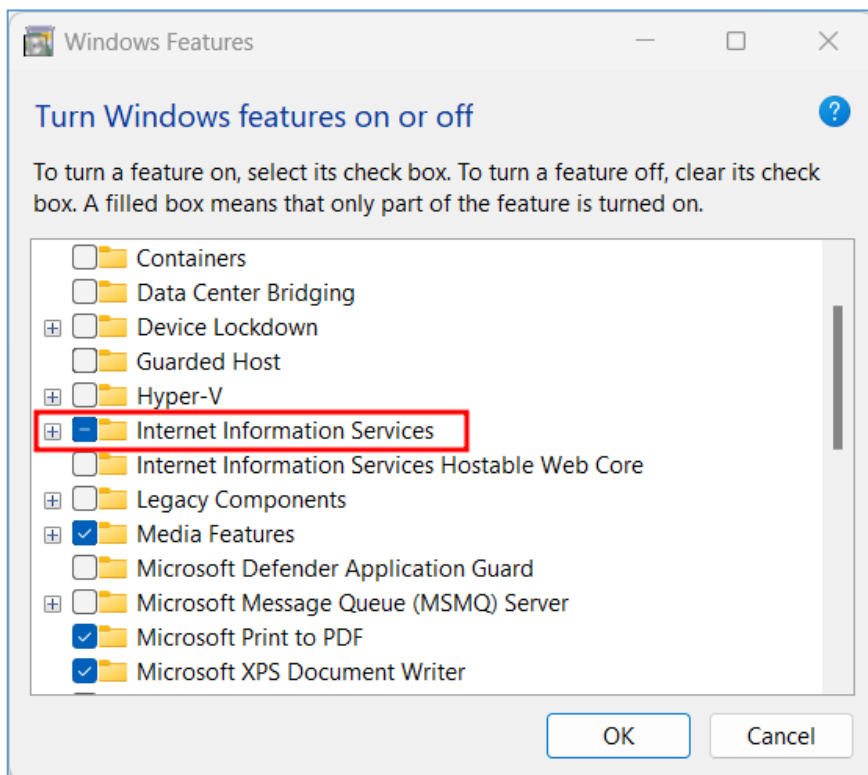 Windows Features
Turn Windows features on or off
?
To turn a feature on, select its check box. To turn a feature off, clear its check
box. A filled box means that only part of the feature is turned on.
Containers
Data Center Bridging
Device Lockdown
Guarded Host
Hyper-V
Internet Information Services
Internet Information Services Hostable Web Core
Legacy Components
Media Features
Microsoft Defender Application Guard
Microsoft Message Queue (MSMQ) Server
Microsoft Print to PDF
Microsoft XPS Document Writer
OK Cancel